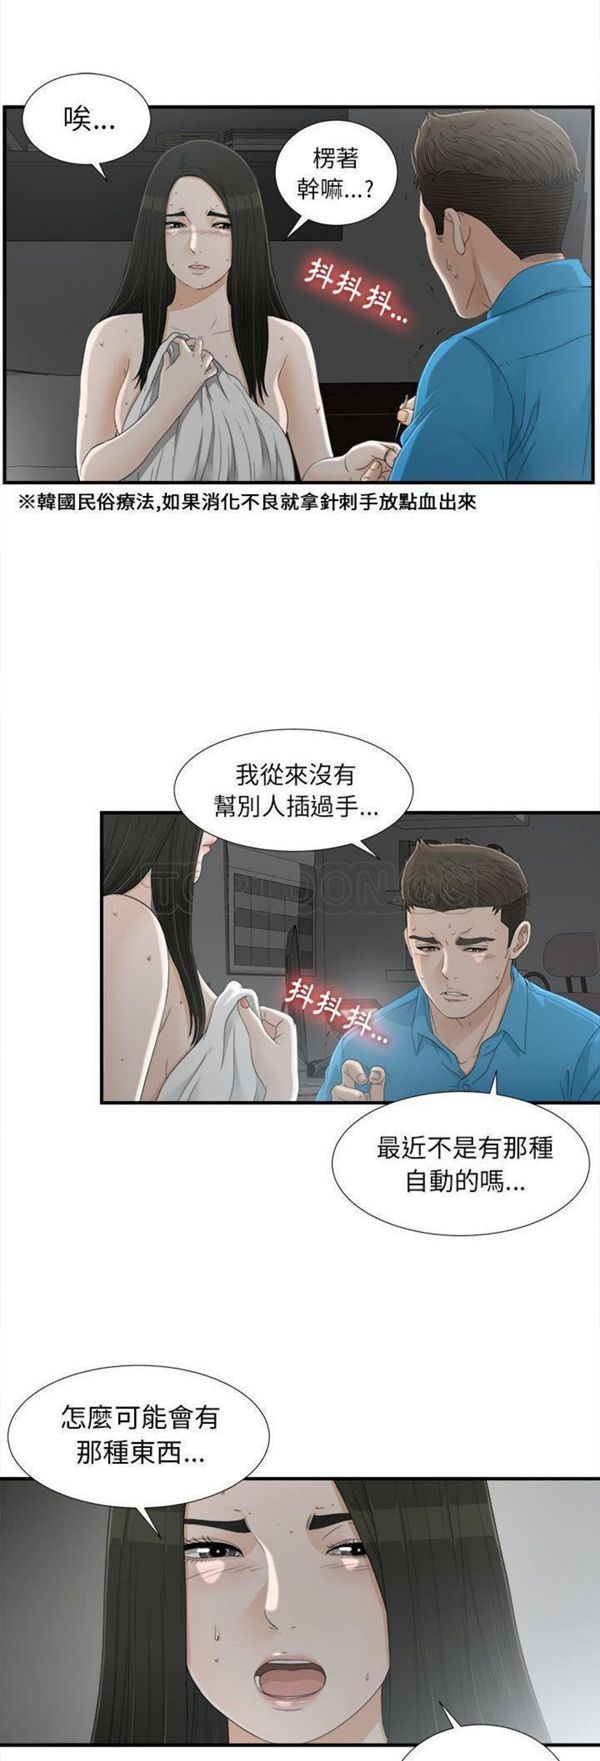 唉...
楞著
幹嘛...?
抖抖抖...
※韓國民俗療法,如果消化不良就拿針刺手放點血出來
我從來沒有
幫別人插過手...
TOPTOON.
抖抖抖...
最近不是有那種
自動的嗎...
怎麼可能會有
那種東西...